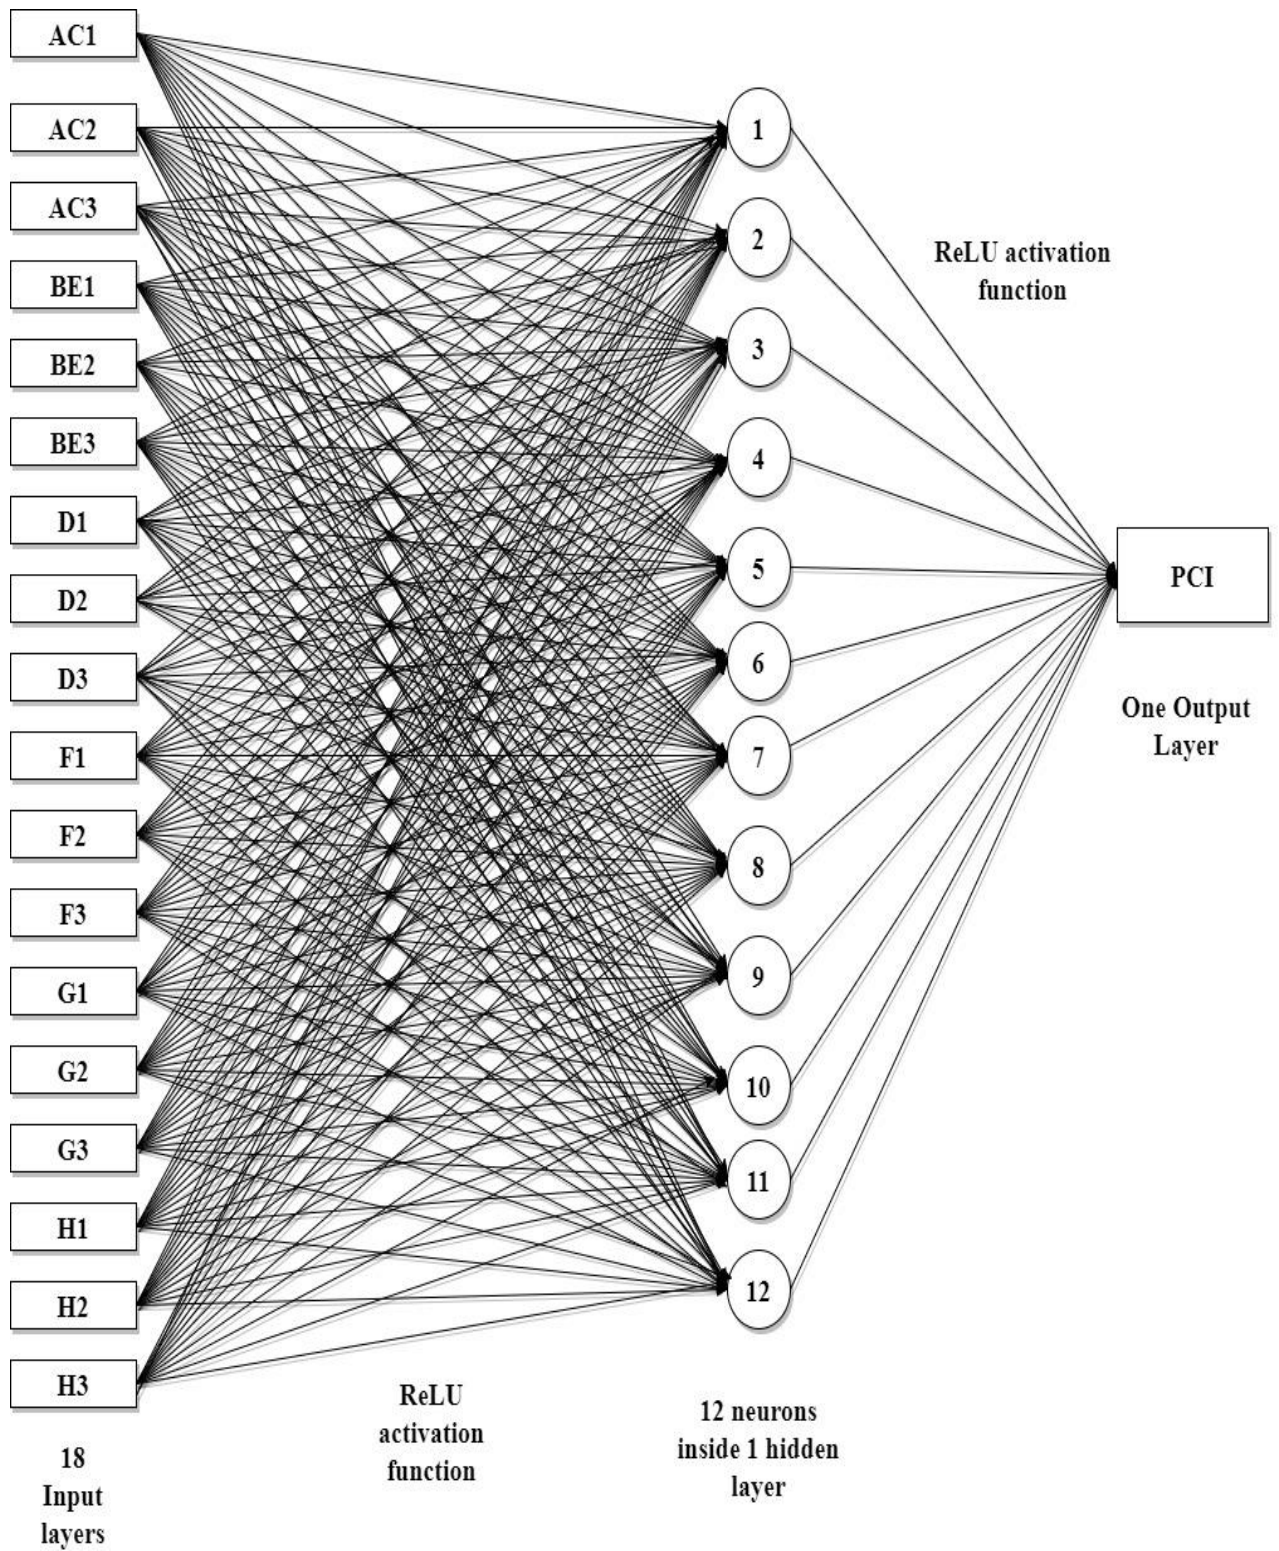 AC1
AC2
AC3
BE1
BE2
BE3
D1
D2
D3
F1
F2
F3
G1
G2
G3
H1
H2
H3
18
Input
layers
ReLU
activation
function
1
2
3
4
5
6
7
8
9
10
11
12
12 neurons
inside 1 hidden
layer
ReLU activation
function
PCI
One Output
Layer